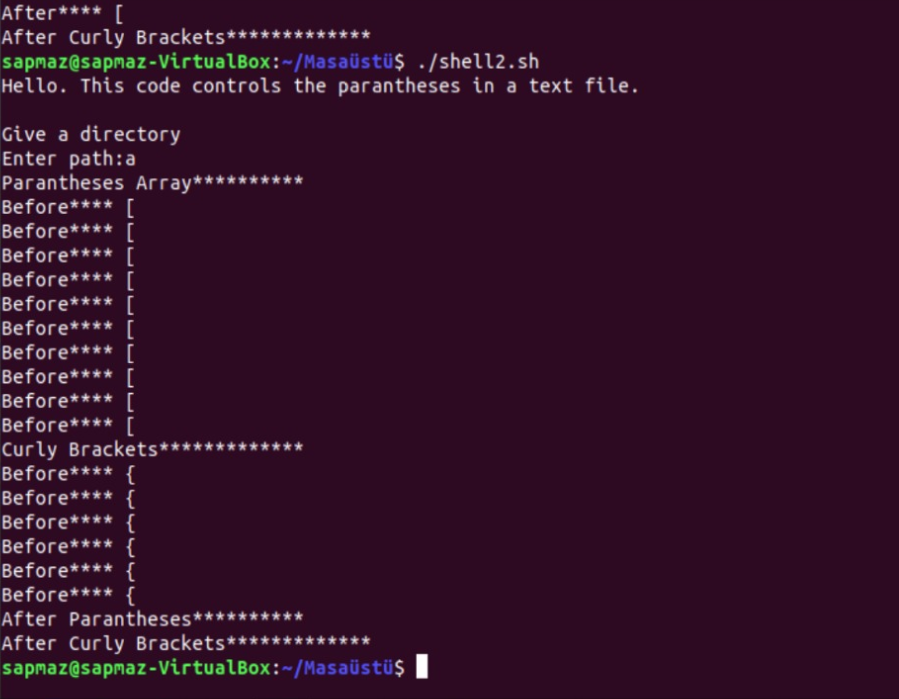 After**** [
After Curly Brackets*************
sapmaz@sapmaz-VirtualBox:~/Masaüstü$ ./shell2.sh
Hello. This code controls the parantheses in a text file.
Give a directory
Enter path:a
Parantheses Array**********
Before**** [
Before**** [
Before**** [
Before**** [
Before**** [
Before**** [
Before**** [
Before**** [
Before**** [
Before**** [
Curly Brackets*************
Before**** {
Before**** {
Before**** {
Before**** {
Before**** {
Before**** {
After Parantheses**********
After Curly Brackets*************
sapmaz@sapmaz-VirtualBox:~/Masaüstü$